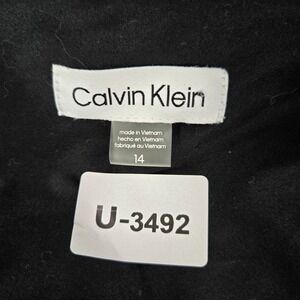 Calvin Klein
made in Vietnam
hecho en Vietnam
fabriqué au Vietnam
14
U-3492